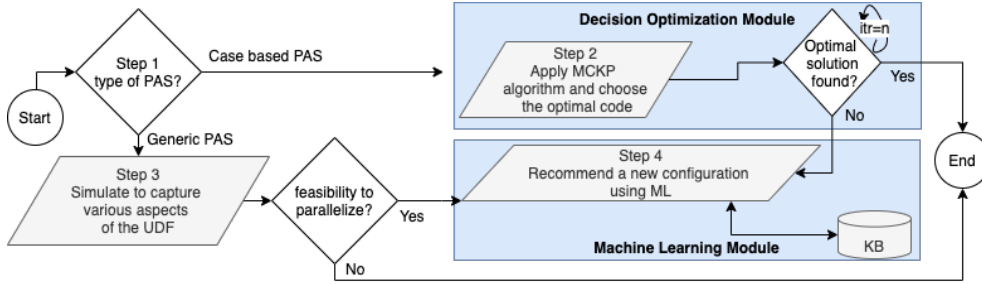 Start
Step 1
type of PAS?
Case based PAS
Generic PAS
Decision Optimization Module
Step 2
Apply MCKP
algorithm and choose
the optimal code
itr=n
Optimal
solution
found?
Yes
No
Step 3
Simulate to capture
various aspects
of the UDF
feasibility to
parallelize?
Yes
No
Step 4
Recommend a new configuration
using ML
KB
Machine Learning Module
End